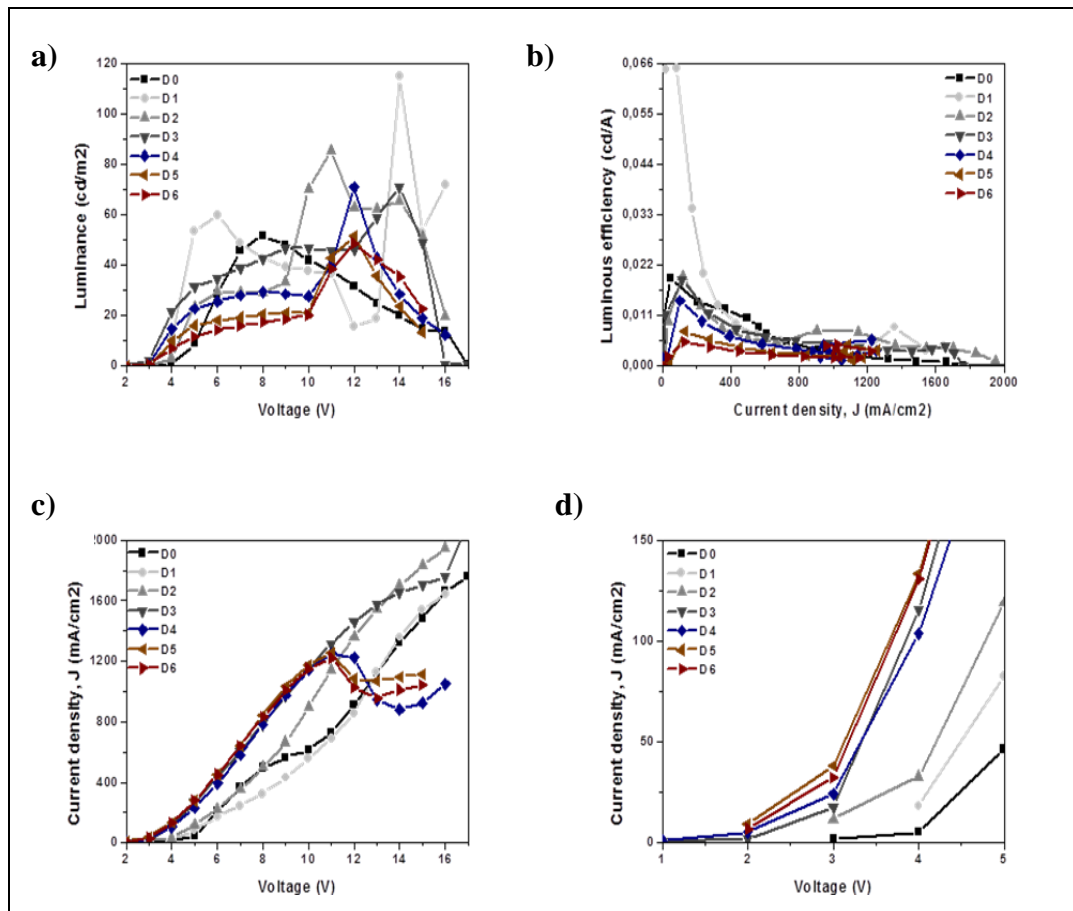 a)
120
100
80
60
40
20
0
Luminance (cd/m2)
D0
D1
D2
D3
D4
D5
D6
2 4 6 8 10 12 14 16
Voltage (V)
b)
0,066
0,055
0,044
0,033
0,022
0,011
0,000
Luminous efficiency (cd/A)
D0
D1
D2
D3
D4
D5
D6
0 400 800 1200 1600 2000
Current density, J (mA/cm2)
c)
2000
1600
1200
800
400
0
Current density, J (mA/cm2)
D0
D1
D2
D3
D4
D5
D6
2 4 6 8 10 12 14 16
Voltage (V)
d)
150
100
50
0
Current density, J (mA/cm2)
D0
D1
D2
D3
D4
D5
D6
1 2 3 4 5
Voltage (V)